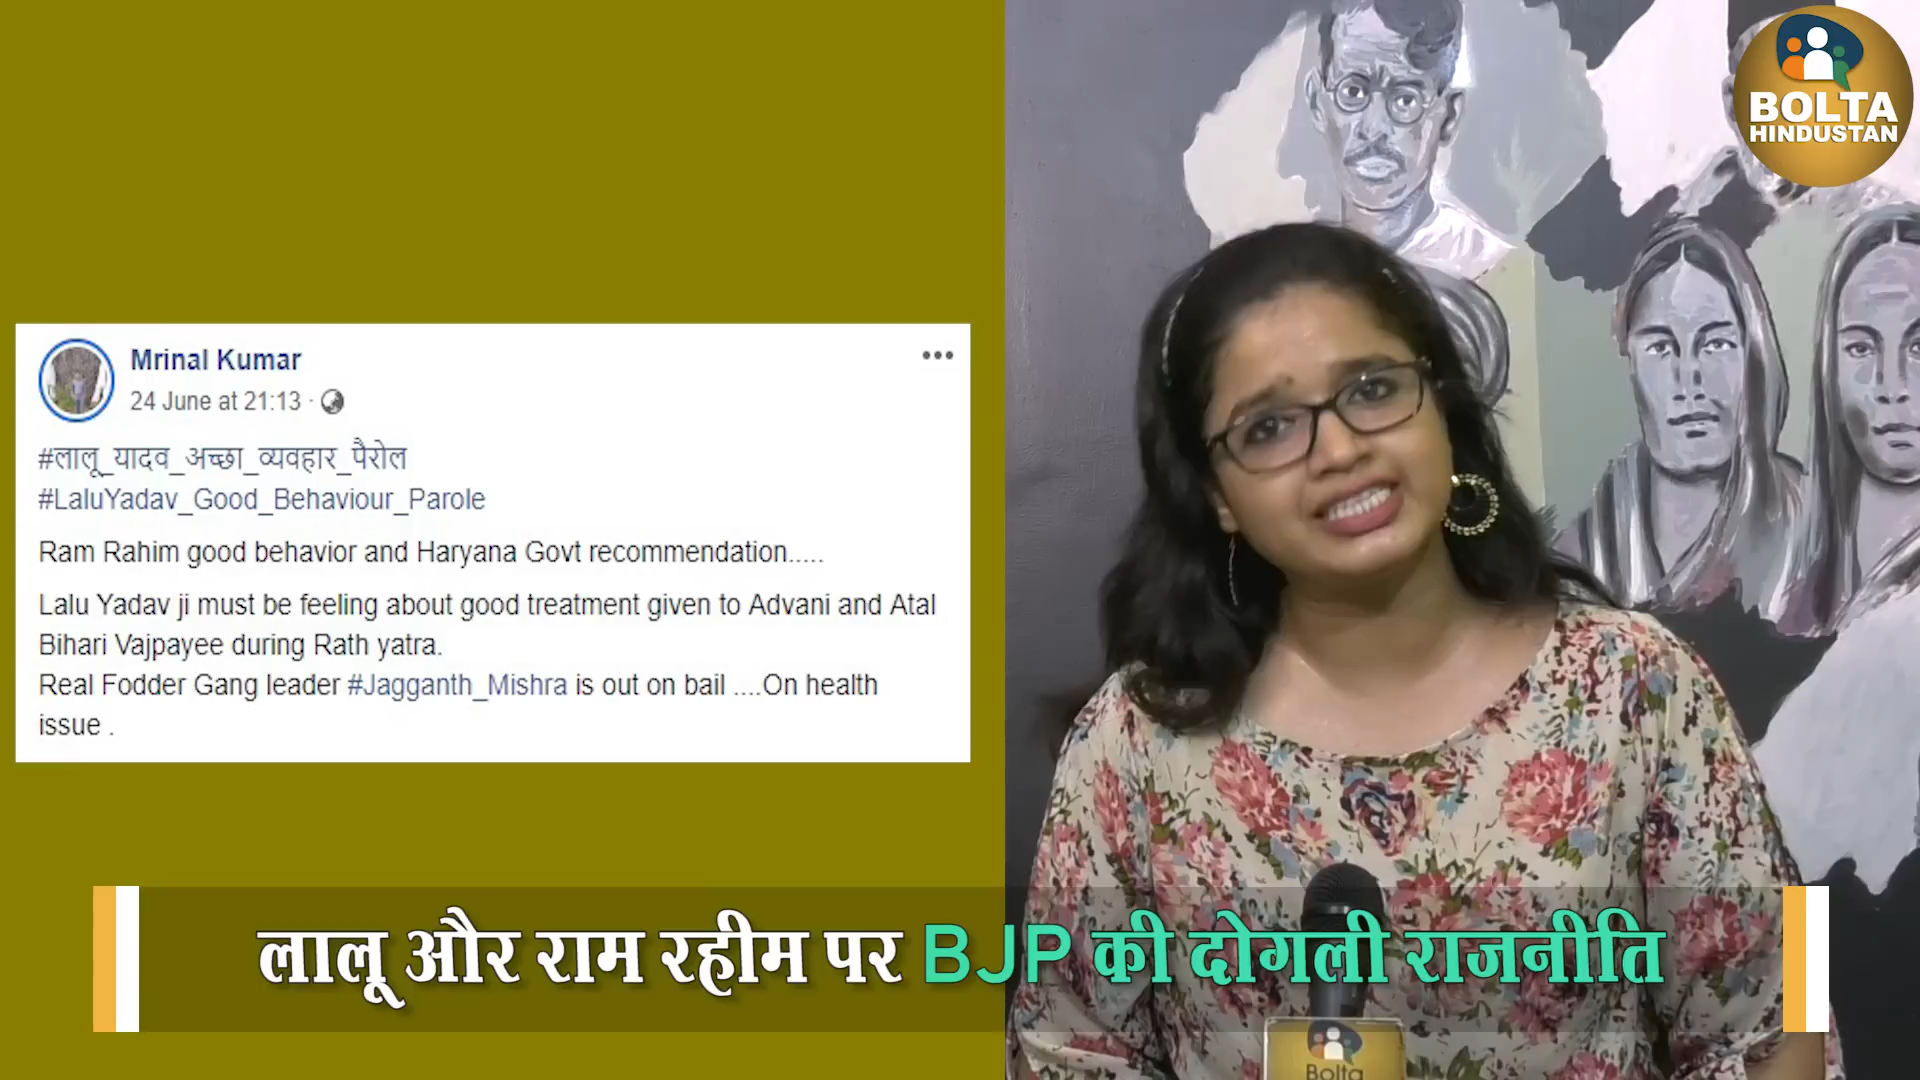 BOLTA
HINDUSTAN
Mrinal Kumar
24 June at 21:13 ·
#लालू_यादव_अच्छा_व्यवहार_पैरोल
#LaluYadav_Good_Behaviour_Parole
Ram Rahim good behavior and Haryana Govt recommendation.....
Lalu Yadav ji must be feeling about good treatment given to Advani and Atal
Bihari Vajpayee during Rath yatra.
Real Fodder Gang leader #Jagganth_Mishra is out on bail ....On health
issue .
लालू और राम रहीम पर BJP की दोगली राजनीति
Bolta